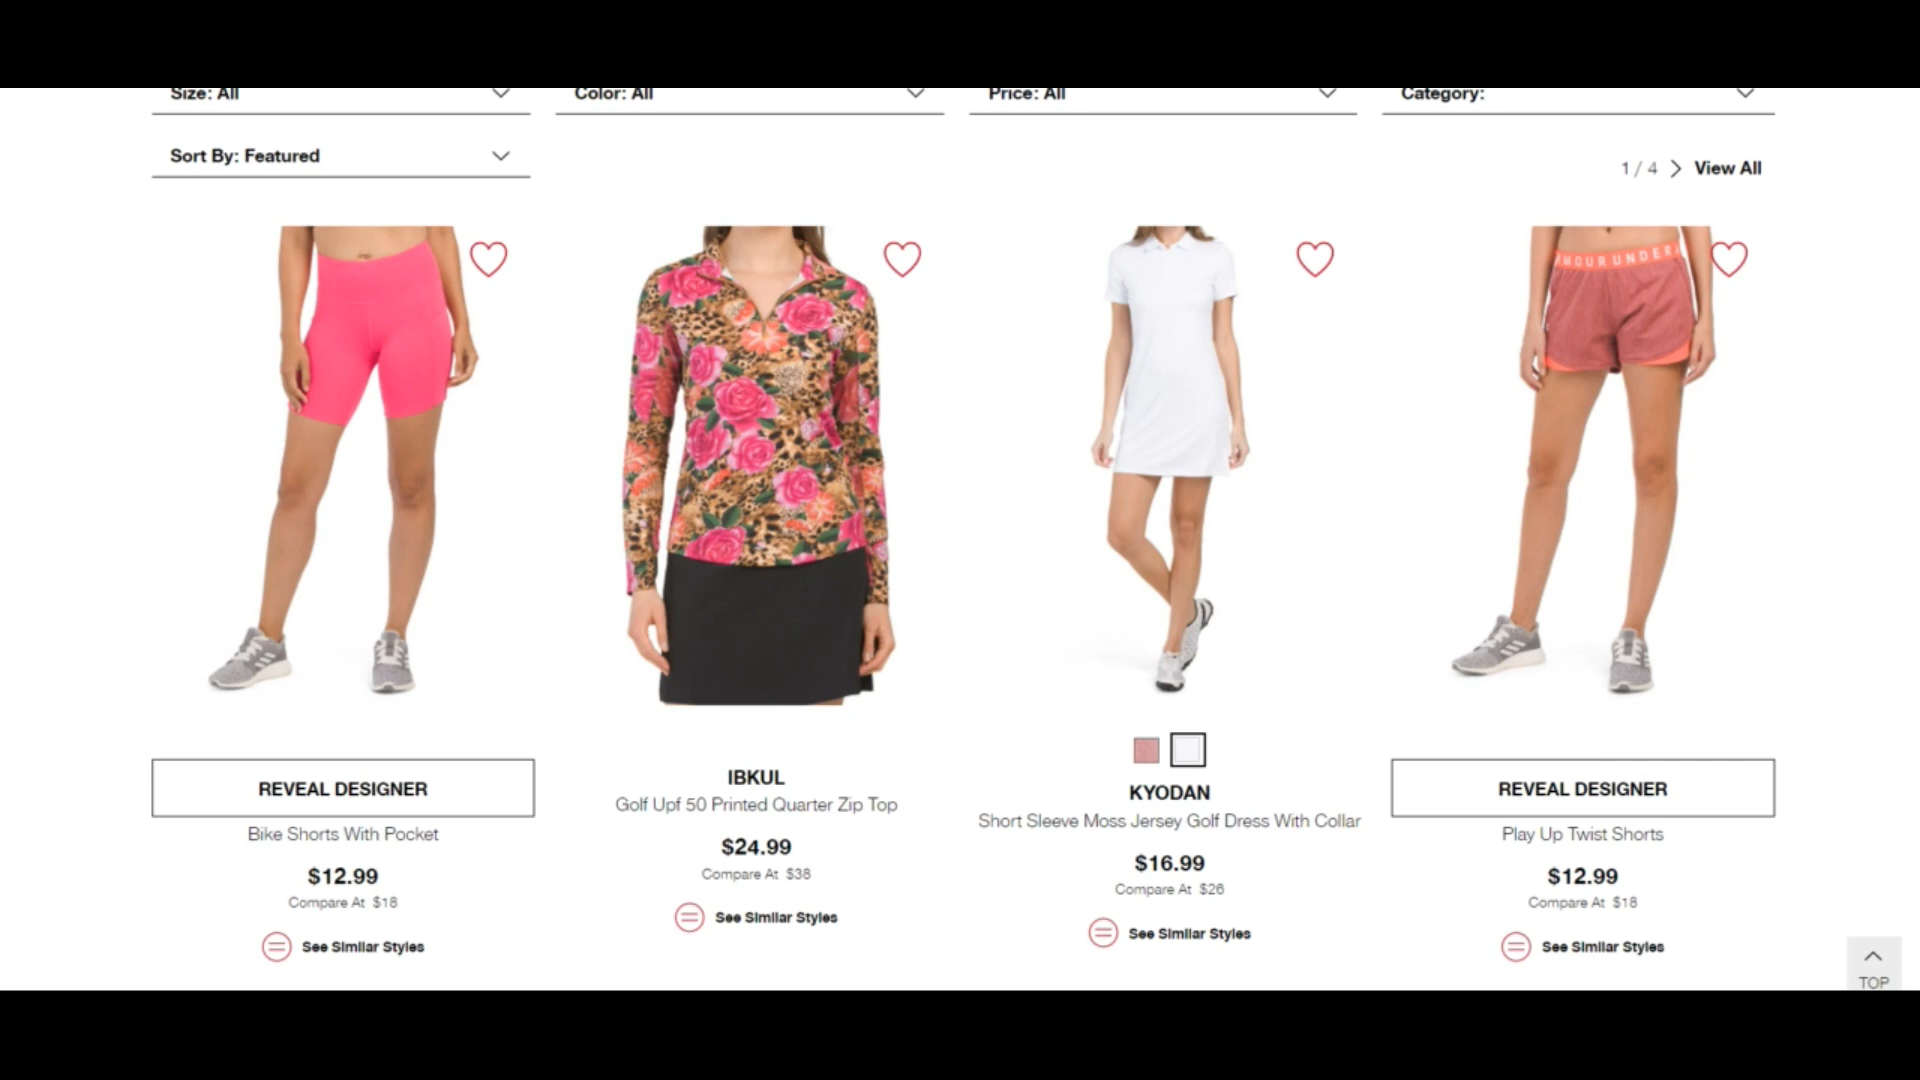 Size: All
Color: All
Price: All
Category:
Sort By: Featured
1 / 4 > View All
MOUR UNDER A
REVEAL DESIGNER
Bike Shorts With Pocket
$12.99
Compare At $18
See Similar Styles
IBKUL
Golf Upf 50 Printed Quarter Zip Top
$24.99
Compare At $38
See Similar Styles
KYODAN
Short Sleeve Moss Jersey Golf Dress With Collar
$16.99
Compare At $26
See Similar Styles
REVEAL DESIGNER
Play Up Twist Shorts
$12.99
Compare At $18
See Similar Styles
TOP